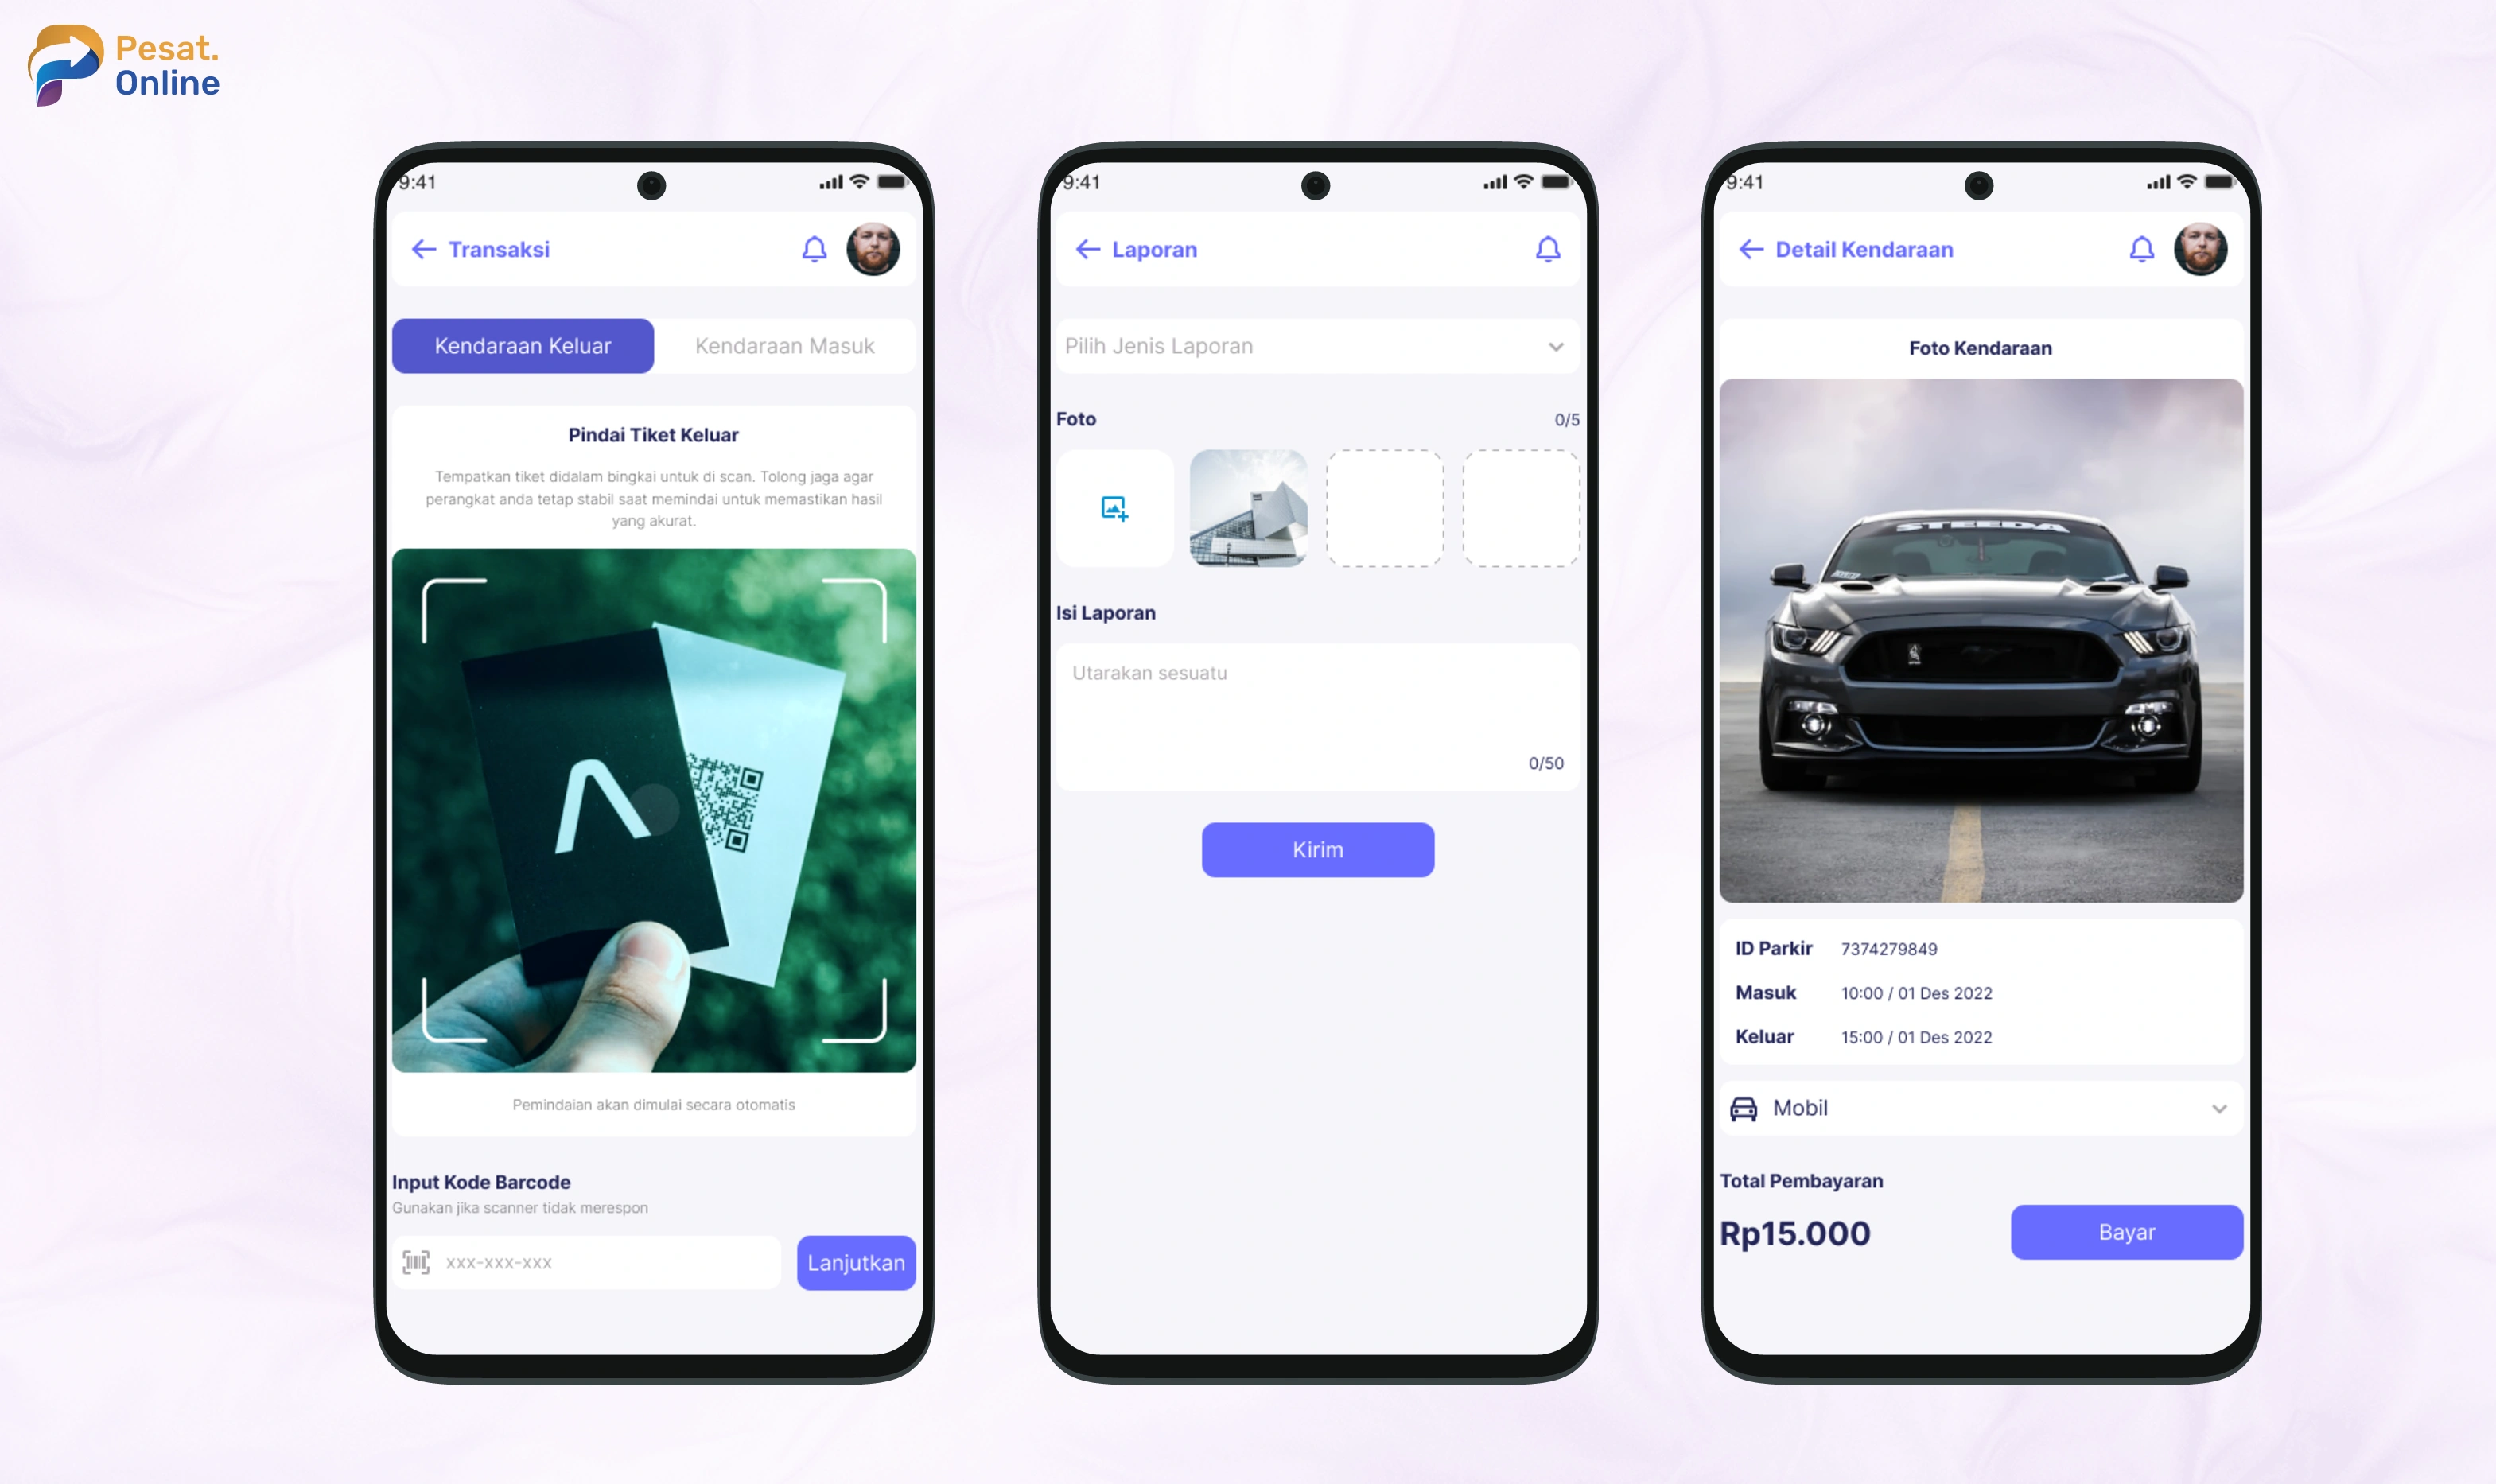 Pesat.
Online
9:41
Transaksi
Kendaraan Keluar
Kendaraan Masuk
Pindai Tiket Keluar
Tempatkan tiket didalam bingkai untuk di scan. Tolong jaga agar
perangkat anda tetap stabil saat memindai untuk memastikan hasil
yang akurat.
Pemindaian akan dimulai secara otomatis
Input Kode Barcode
Gunakan jika scanner tidak merespon
xxx-xxx-xxx
Lanjutkan
9:41
Laporan
Pilih Jenis Laporan
Foto
0/5
Isi Laporan
Utarakan sesuatu
0/50
Kirim
9:41
Detail Kendaraan
Foto Kendaraan
STEEDA
ID Parkir 7374279849
Masuk 10:00 / 01 Des 2022
Keluar 15:00 / 01 Des 2022
Mobil
Total Pembayaran
Rp15.000
Bayar